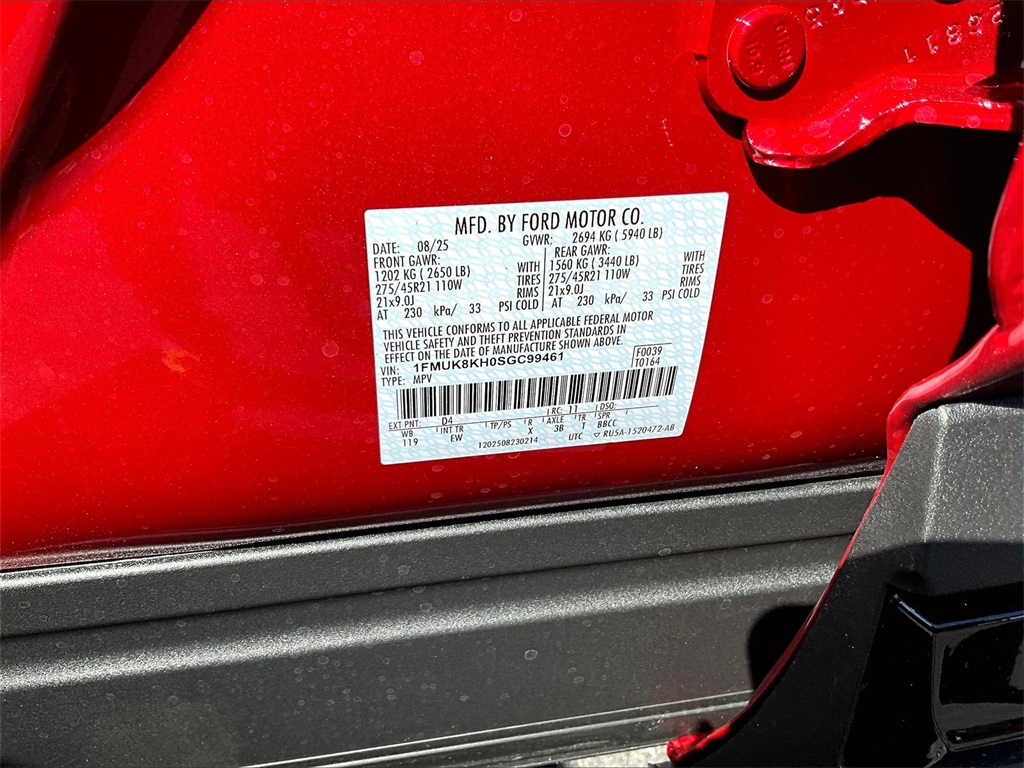 26811
MFD. BY FORD MOTOR CO.
DATE: 08/25 GVWR: 2694 KG ( 5940 LB)
FRONT GAWR: REAR GAWR:
1202 KG ( 2650 LB) WITH 1560 KG ( 3440 LB) WITH
275/45R21 110W TIRES 275/45R21 110W TIRES
21x9.0J RIMS 21x9.0J RIMS
AT 230 kPa/ 33 PSI COLD AT 230 kPa/ 33 PSI COLD
THIS VEHICLE CONFORMS TO ALL APPLICABLE FEDERAL MOTOR
VEHICLE SAFETY AND THEFT PREVENTION STANDARDS IN
EFFECT ON THE DATE OF MANUFACTURE SHOWN ABOVE.
VIN: 1FMUK8KH0SGC99461 F0039
TYPE: MPV T0164
EXT PNT: D4 RC: 11 DSO:
WB INT TR TP/PS R AXLE TR SPR
119 EW X 3B T BBCC
1202508230214 UTC ▽ RU5A-1520472-AB